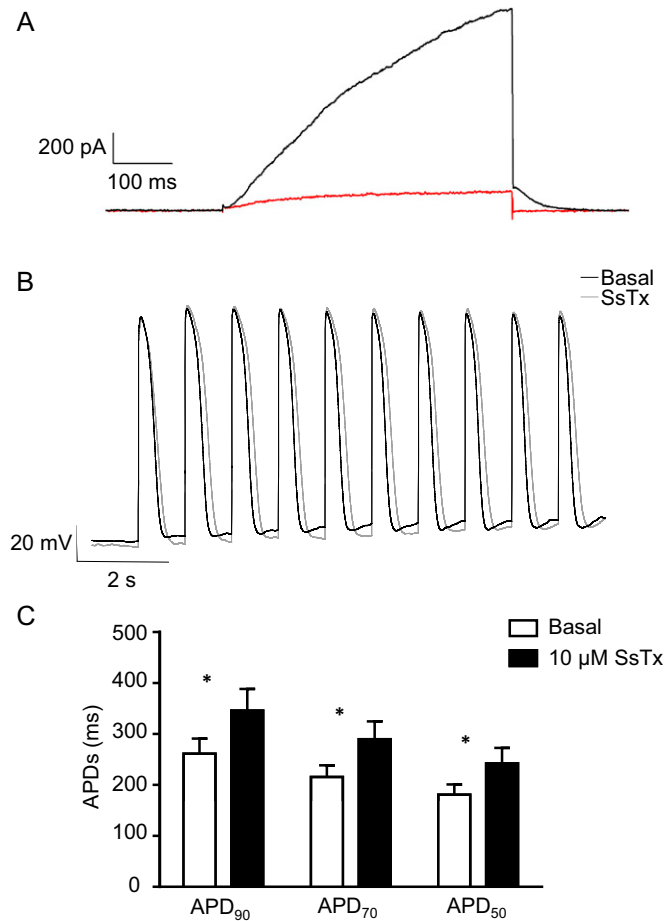 A
200 pA
100 ms
B
Basal
SsTx
20 mV
2 s
C
Basal
10 µM SsTx
500
400
300
200
100
0
APDs (ms)
*
*
*
APD90
APD70
APD50